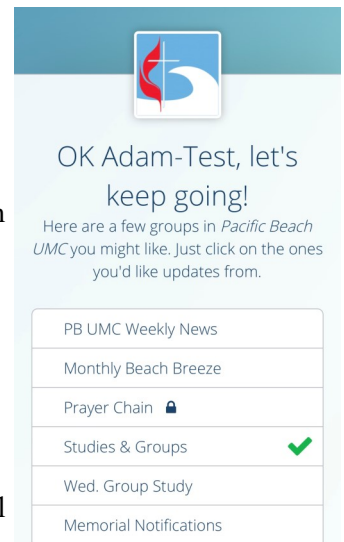 OK Adam-Test, let's
keep going!
Here are a few groups in Pacific Beach
UMC you might like. Just click on the ones
you'd like updates from.
PB UMC Weekly News
Monthly Beach Breeze
Prayer Chain
Studies & Groups
Wed. Group Study
Memorial Notifications